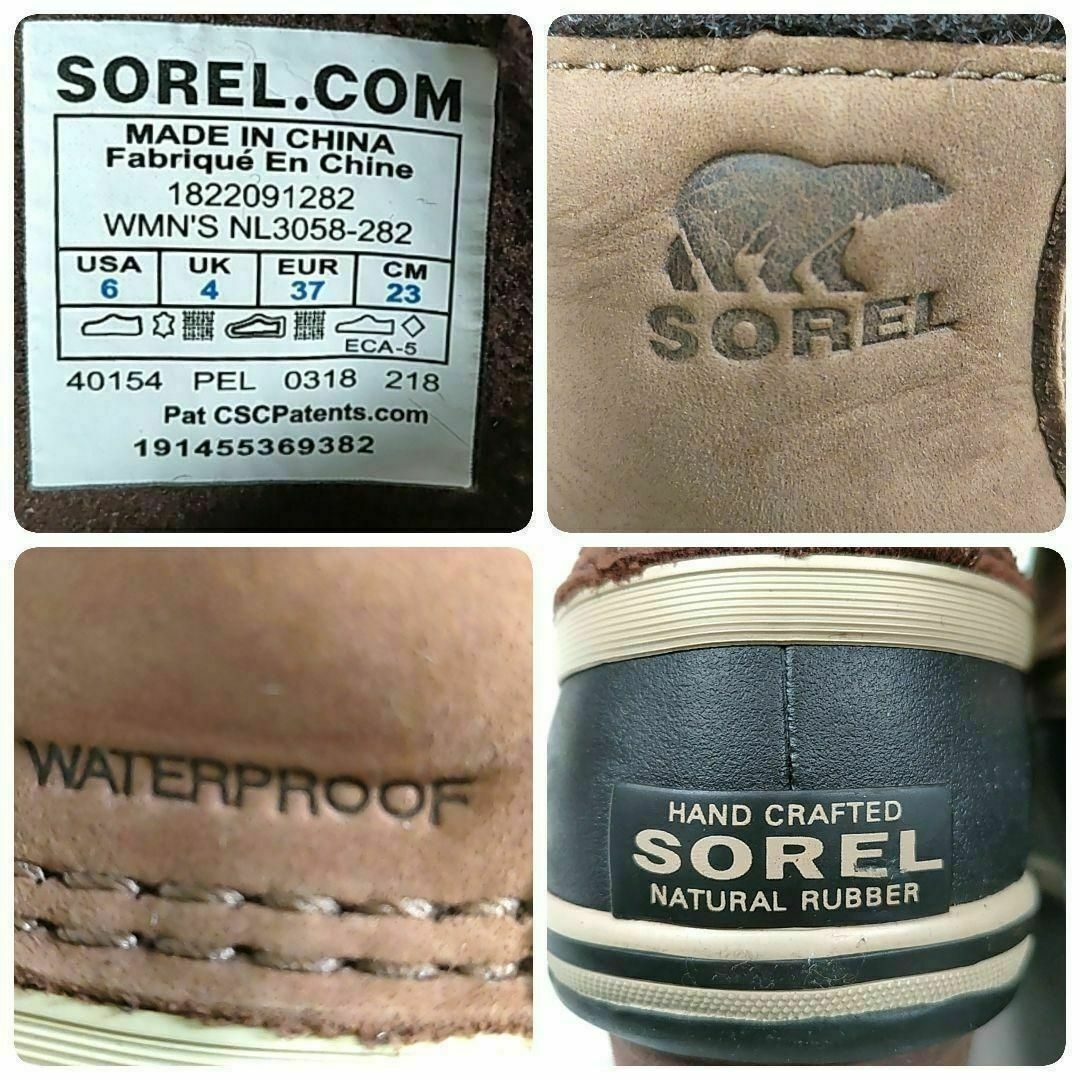 SOREL.COM
MADE IN CHINA
Fabriqué En Chine
1822091282
WMN'S NL3058-282
USA UK EUR CM
6 4 37 23
ECA-5
40154 PEL 0318 218
Pat CSCPatents.com
191455369382
SOREL
WATERPROOF
HAND CRAFTED
SOREL
NATURAL RUBBER